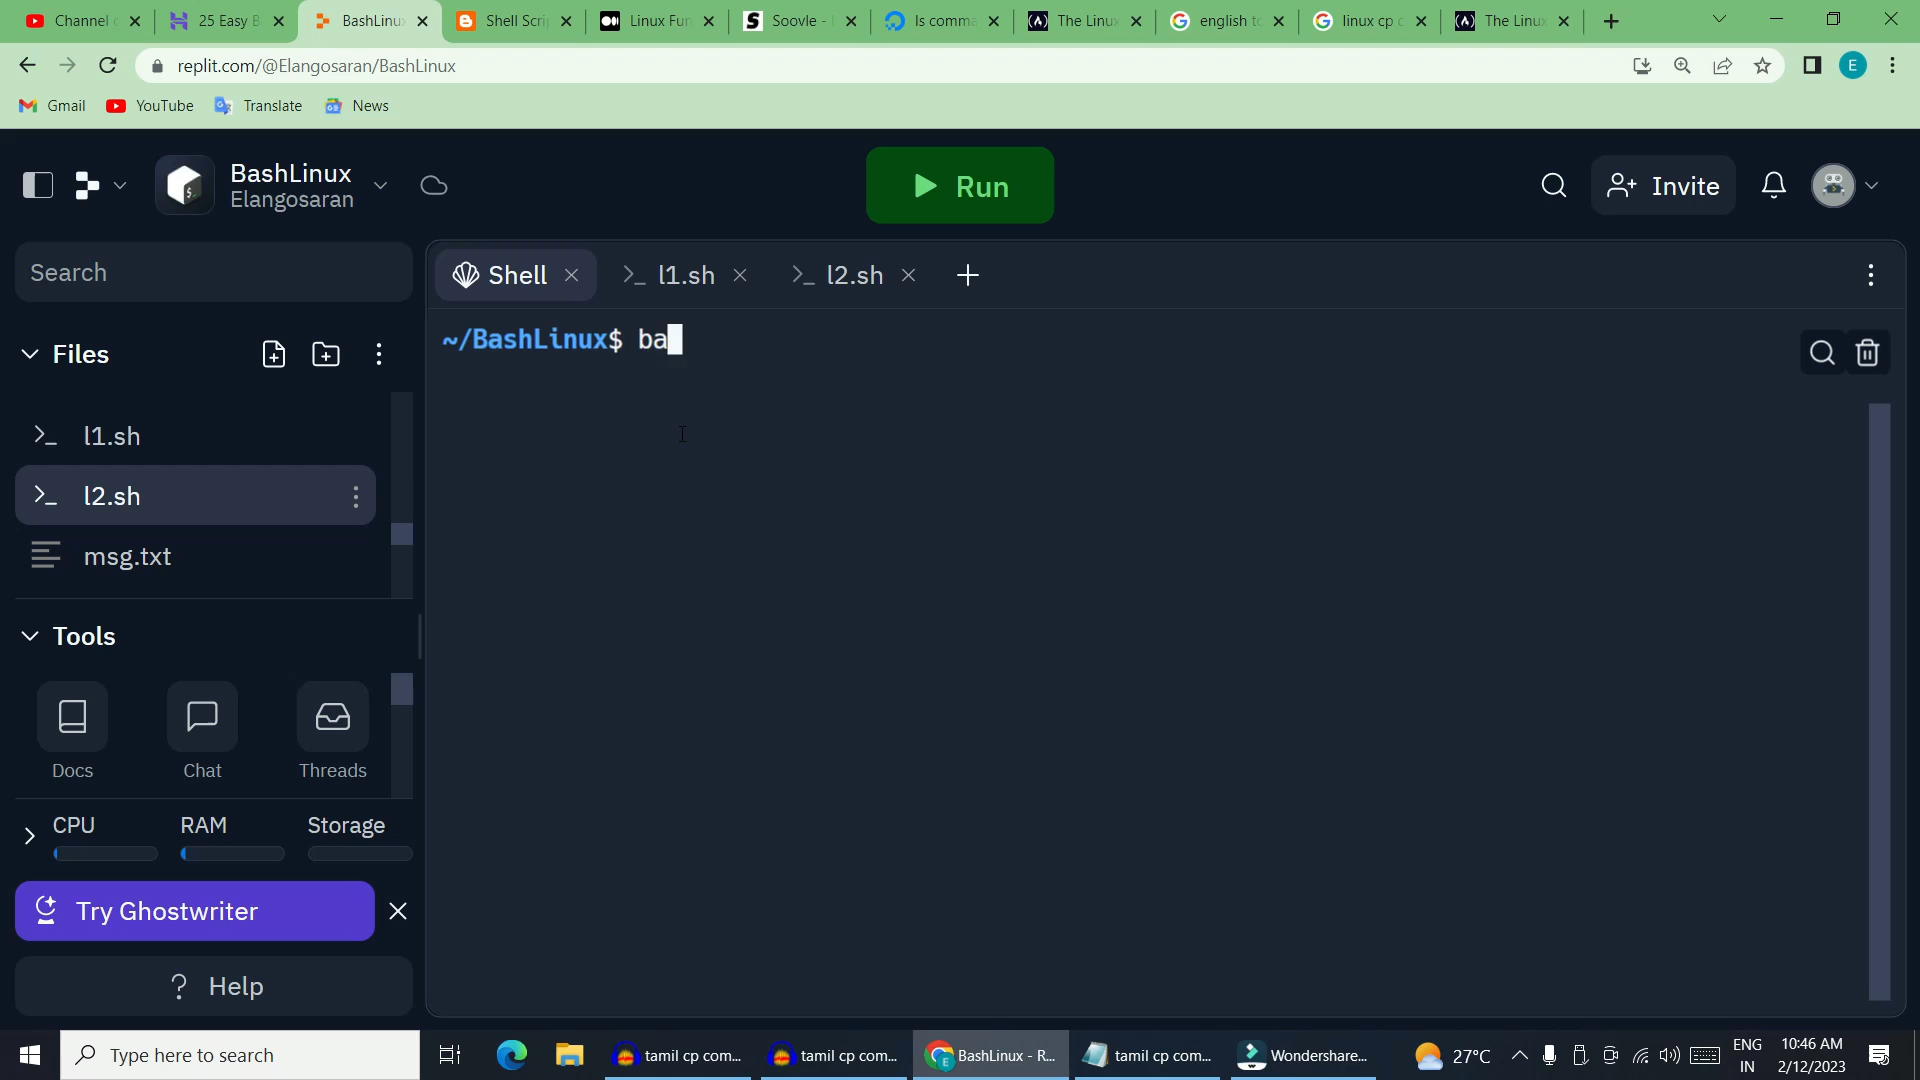 Channel c
25 Easy B
BashLinux
Shell Scri
Linux Fun
Soovle -
Is comma
The Linu
english to
linux cp c
The Linux
replit.com/@Elangosaran/BashLinux
E
Gmail
YouTube
Translate
News
BashLinux
Elangosaran
Run
Invite
Search
Shell
l1.sh
l2.sh
Files
~/BashLinux$ ba
l1.sh
l2.sh
msg.txt
Tools
Docs
Chat
Threads
CPU
RAM
Storage
Try Ghostwriter
Help
Type here to search
tamil cp com...
tamil cp com...
BashLinux - R...
tamil cp com...
Wondershare...
27°C
ENG
IN
10:46 AM
2/12/2023